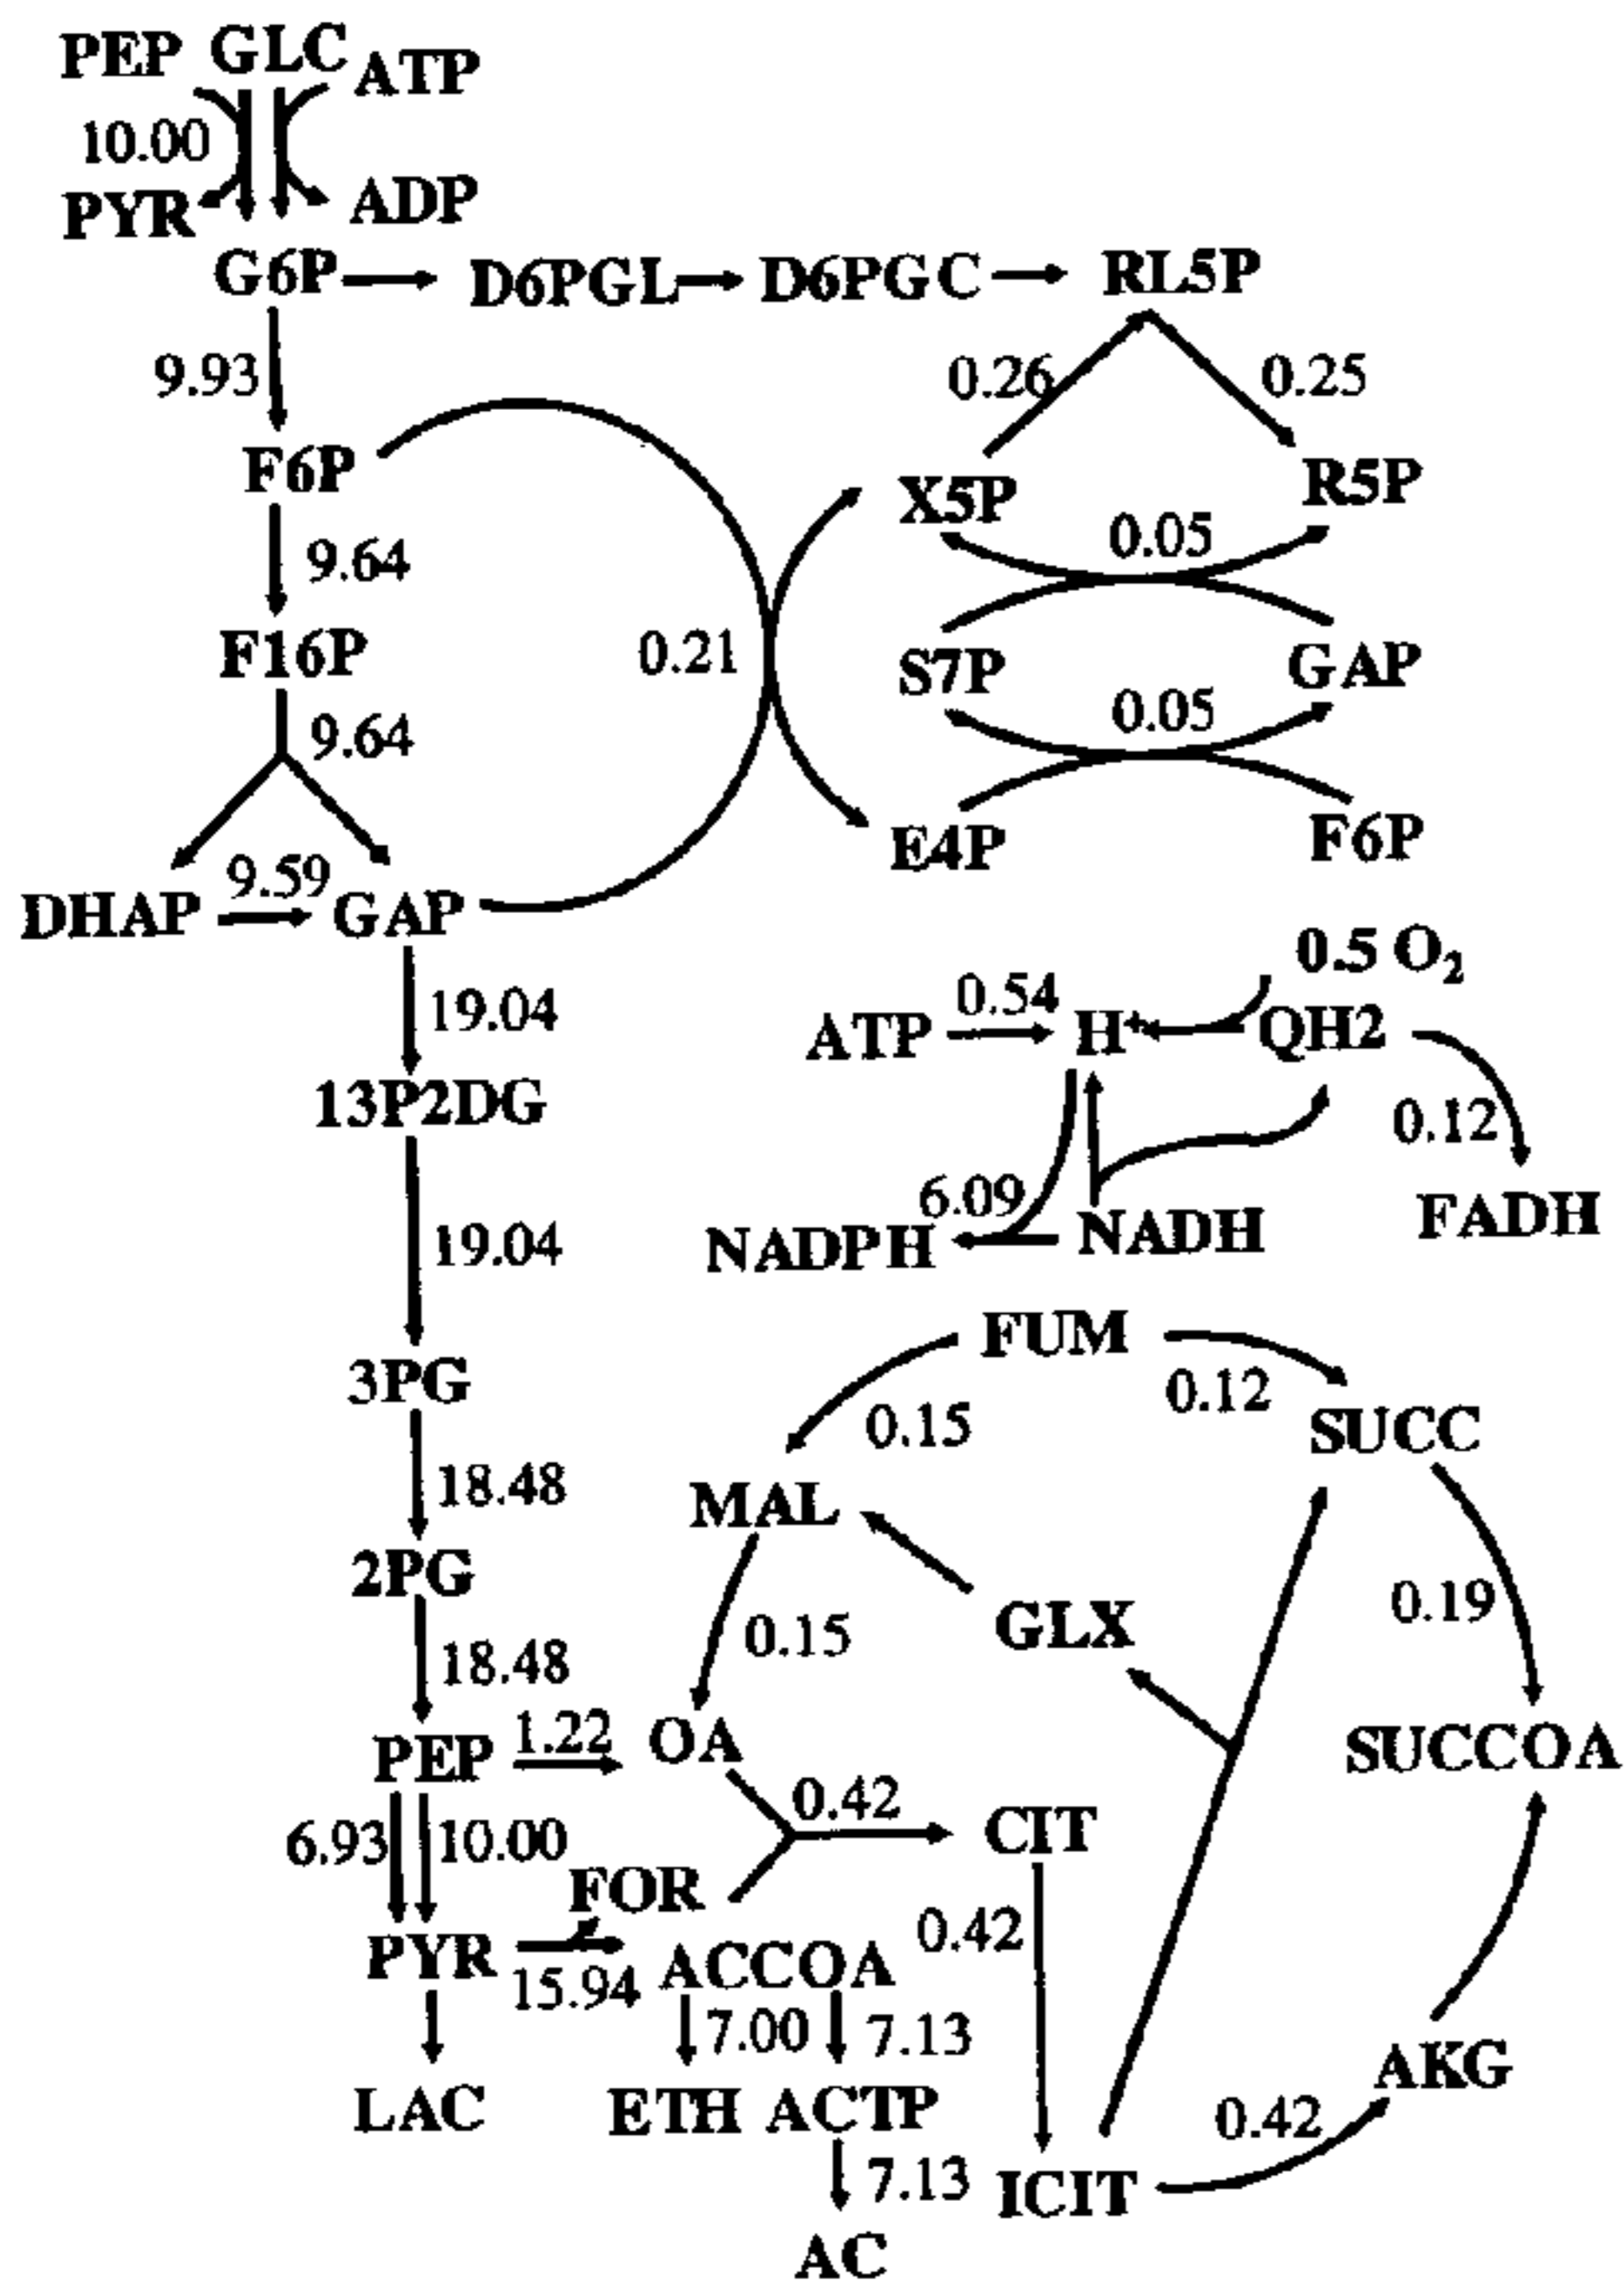 PEP GLC ATP
10.00
PYR ADP
G6P D6PGL D6PGC RL5P
9.93 0.26 0.25
F6P X5P R5P
9.64 0.05
F16P 0.21 S7P GAP
9.64 0.05
E4P F6P
DHAP 9.59 GAP
0.5 O₂
19.04 ATP 0.54 H⁺ QH2
13P2DG 0.12
6.09
19.04 NADPH NADH FADH
FUM
3PG 0.15 0.12 SUCC
18.48 MAL
2PG 0.15 GLX 0.19
18.48
PEP 1.22 OA SUCCOA
6.93 10.00 0.42 CIT
FOR
PYR 15.94 ACCOA 0.42
7.00 7.13 AKG
LAC ETH ACTP 0.42
7.13 ICIT
AC